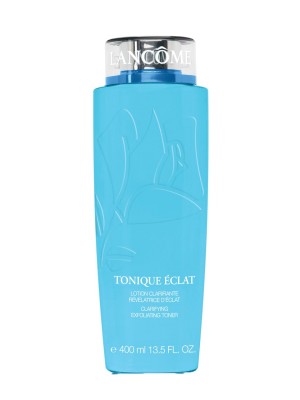 LANCÔME
TONIQUE ÉCLAT
LOTION CLARIFIANTE
RÉVÉLATRICE D'ÉCLAT
CLARIFYING
EXFOLIATING TONER
e 400 ml 13.5 FL. OZ.